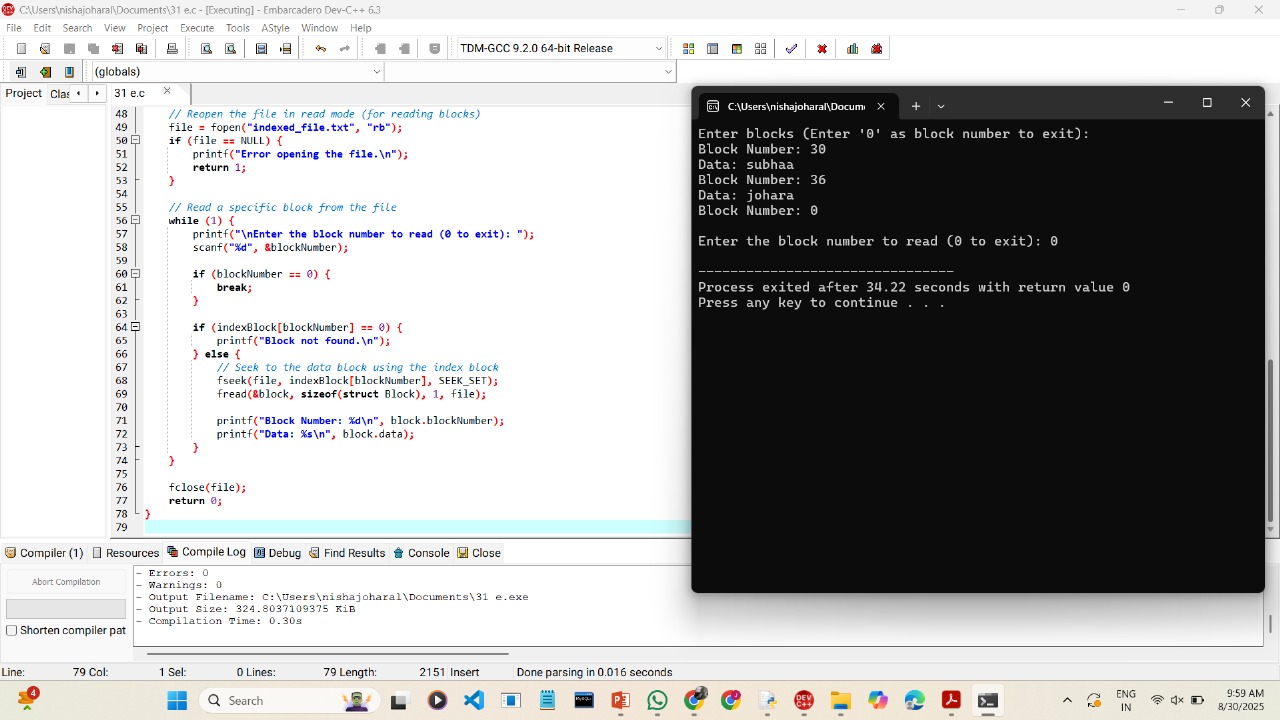 C:\Users\nishajoharal\Documents\31 e.c - [Executing] - Embarcadero Dev-C++ 6.3
File Edit Search View Project Execute Tools AStyle Window Help
TDM-GCC 9.2.0 64-bit Release
(globals)
Project Clas 31 e.c
48 // Reopen the file in read mode (for reading blocks)
49 file = fopen("indexed_file.txt", "rb");
50 if (file == NULL) {
51 printf("Error opening the file.\n");
52 return 1;
53 }
54
55 // Read a specific block from the file
56 while (1) {
57 printf("\nEnter the block number to read (0 to exit): ");
58 scanf("%d", &blockNumber);
59
60 if (blockNumber == 0) {
61 break;
62 }
63
64 if (indexBlock[blockNumber] == 0) {
65 printf("Block not found.\n");
66 } else {
67 // Seek to the data block using the index block
68 fseek(file, indexBlock[blockNumber], SEEK_SET);
69 fread(&block, sizeof(struct Block), 1, file);
70
71 printf("Block Number: %d\n", block.blockNumber);
72 printf("Data: %s\n", block.data);
73 }
74 }
75
76 fclose(file);
77 return 0;
78 }
79
C:\Users\nishajoharal\Docum
Enter blocks (Enter '0' as block number to exit):
Block Number: 30
Data: subhaa
Block Number: 36
Data: johara
Block Number: 0
Enter the block number to read (0 to exit): 0
--------------------------------
Process exited after 34.22 seconds with return value 0
Press any key to continue . . .
Compiler (1) Resources Compile Log Debug Find Results Console Close
Abort Compilation
Shorten compiler pat
- Errors: 0
- Warnings: 0
- Output Filename: C:\Users\nishajoharal\Documents\31 e.exe
- Output Size: 324.8037109375 KiB
- Compilation Time: 0.30s
Line: 79 Col: 1 Sel: 0 Lines: 79 Length: 2151 Insert Done parsing in 0.016 seconds
4
Search
DEV C++
ENG
IN
9:59 AM
8/30/2025